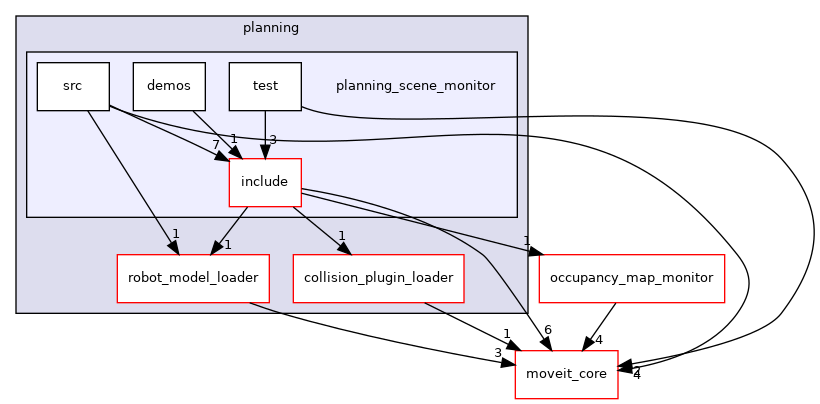 planning
src
demos
test
planning_scene_monitor
7
1
3
include
1
1
1
1
robot_model_loader
collision_plugin_loader
occupancy_map_monitor
3
1
6
4
4
moveit_core